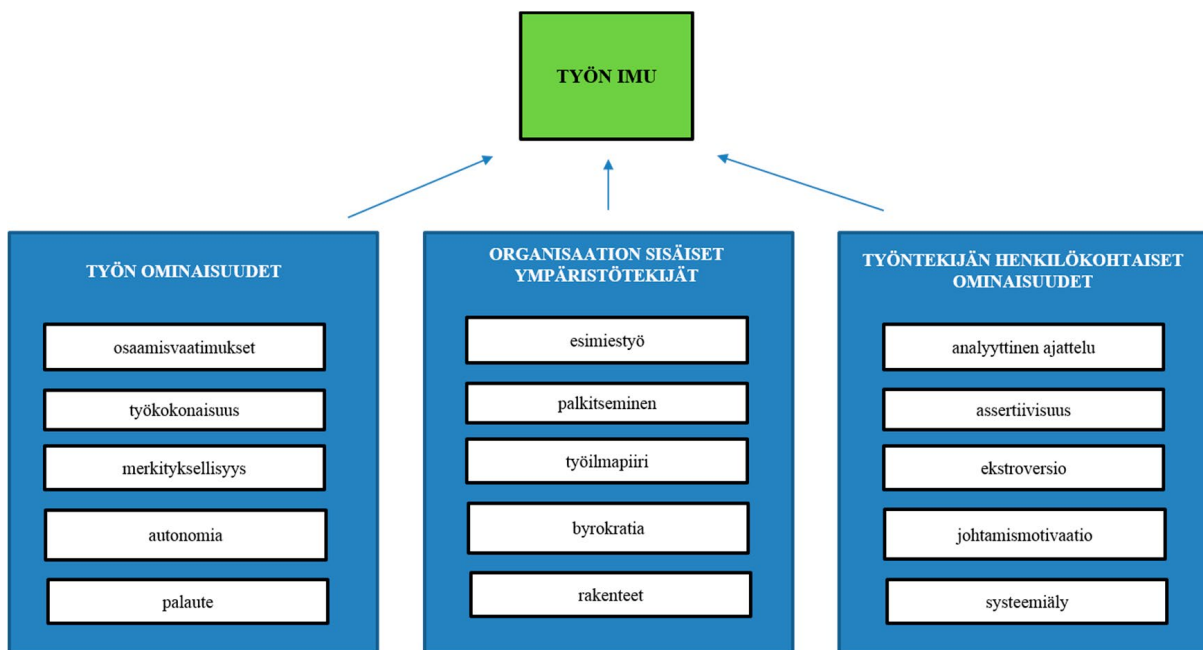 TYÖN IMU
TYÖN OMINAISUUDET
osaamisvaatimukset
työkokonaisuus
merkityksellisyys
autonomia
palaute
ORGANISAATION SISÄISET
YMPÄRISTÖTEKIJÄT
esimiestyö
palkitseminen
työilmapiiri
byrokratia
rakenteet
TYÖNTEKIJÄN HENKILÖKOHTAISET
OMINAISUUDET
analyyttinen ajattelu
assertiivisuus
ekstroversio
johtamismotivaatio
systeemiäly